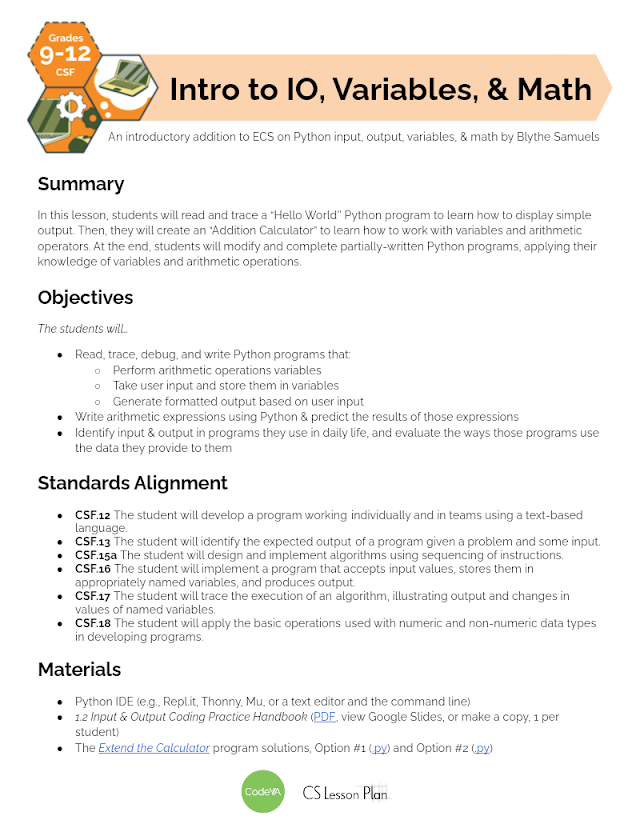 Grades
9-12
CSF
Intro to IO, Variables, & Math
An introductory addition to ECS on Python input, output, variables, & math by Blythe Samuels
Summary
In this lesson, students will read and trace a “Hello World” Python program to learn how to display simple
output. Then, they will create an “Addition Calculator” to learn how to work with variables and arithmetic
operators. At the end, students will modify and complete partially-written Python programs, applying their
knowledge of variables and arithmetic operations.
Objectives
The students will…
● Read, trace, debug, and write Python programs that:
○ Perform arithmetic operations variables
○ Take user input and store them in variables
○ Generate formatted output based on user input
● Write arithmetic expressions using Python & predict the results of those expressions
● Identify input & output in programs they use in daily life, and evaluate the ways those programs use
the data they provide to them
Standards Alignment
● CSF.12 The student will develop a program working individually and in teams using a text-based
language.
● CSF.13 The student will identify the expected output of a program given a problem and some input.
● CSF.15a The student will design and implement algorithms using sequencing of instructions.
● CSF.16 The student will implement a program that accepts input values, stores them in
appropriately named variables, and produces output.
● CSF.17 The student will trace the execution of an algorithm, illustrating output and changes in
values of named variables.
● CSF.18 The student will apply the basic operations used with numeric and non-numeric data types
in developing programs.
Materials
● Python IDE (e.g., Repl.it, Thonny, Mu, or a text editor and the command line)
● 1.2 Input & Output Coding Practice Handbook (PDF, view Google Slides, or make a copy, 1 per
student)
● The Extend the Calculator program solutions, Option #1 (.py) and Option #2 (.py)
CodeVA
CS Lesson Plan